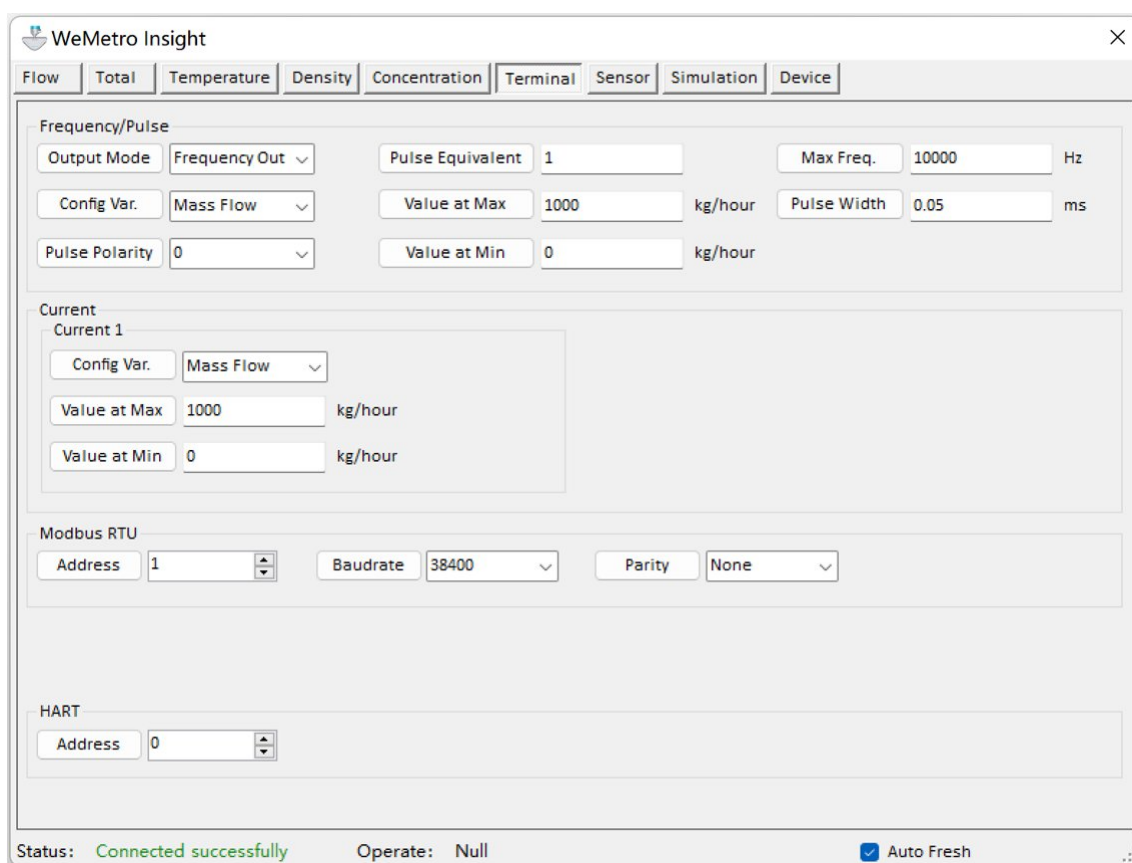 WeMetro Insight
Flow Total Temperature Density Concentration Terminal Sensor Simulation Device
Frequency/Pulse
Output Mode Frequency Out Pulse Equivalent 1 Max Freq. 10000 Hz
Config Var. Mass Flow Value at Max 1000 kg/hour Pulse Width 0.05 ms
Pulse Polarity 0 Value at Min 0 kg/hour
Current
Current 1
Config Var. Mass Flow
Value at Max 1000 kg/hour
Value at Min 0 kg/hour
Modbus RTU
Address 1 Baudrate 38400 Parity None
HART
Address 0
Status: Connected successfully Operate: Null Auto Fresh